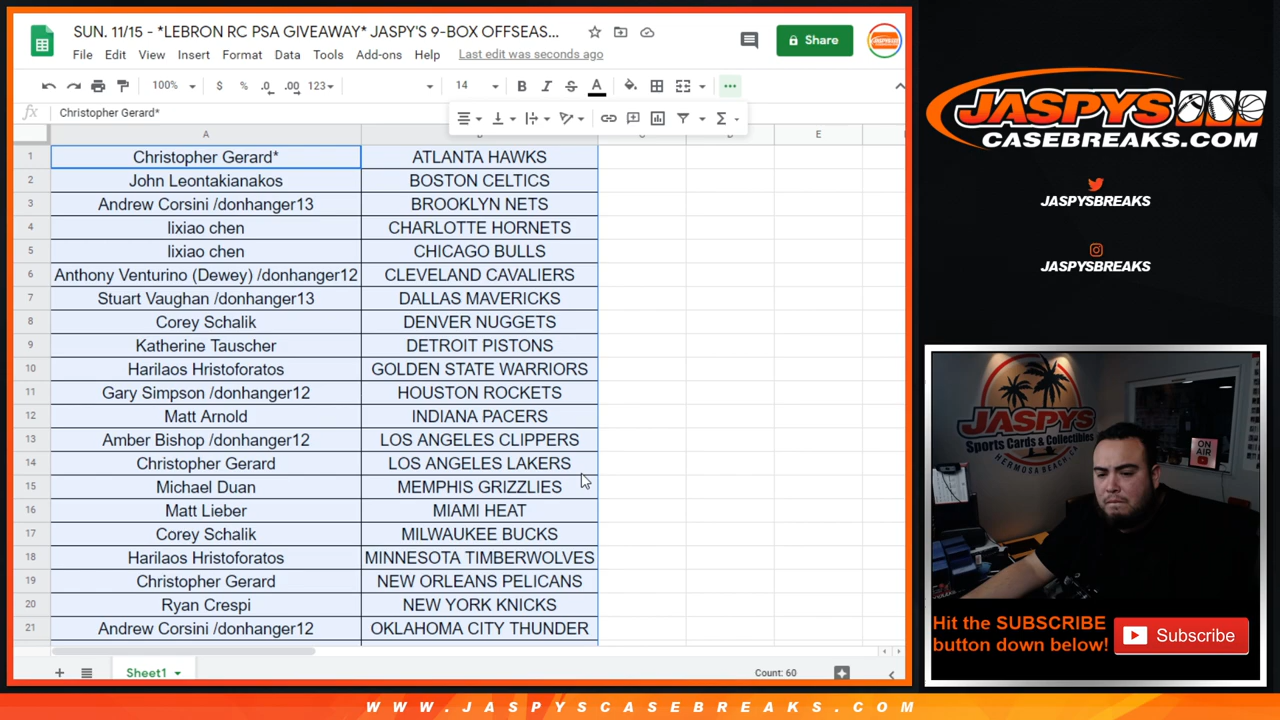 SUN. 11/15 - *LEBRON RC PSA GIVEAWAY* JASPY'S 9-BOX OFFSEAS...
File Edit View Insert Format Data Tools Add-ons Help Last edit was seconds ago
Share
100% $ % .0 .00 123 14 B I S A
fx Christopher Gerard*
E
1 Christopher Gerard* ATLANTA HAWKS
2 John Leontakianakos BOSTON CELTICS
3 Andrew Corsini /donhanger13 BROOKLYN NETS
4 lixiao chen CHARLOTTE HORNETS
5 lixiao chen CHICAGO BULLS
6 Anthony Venturino (Dewey) /donhanger12 CLEVELAND CAVALIERS
7 Stuart Vaughan /donhanger13 DALLAS MAVERICKS
8 Corey Schalik DENVER NUGGETS
9 Katherine Tauscher DETROIT PISTONS
10 Harilaos Hristoforatos GOLDEN STATE WARRIORS
11 Gary Simpson /donhanger12 HOUSTON ROCKETS
12 Matt Arnold INDIANA PACERS
13 Amber Bishop /donhanger12 LOS ANGELES CLIPPERS
14 Christopher Gerard LOS ANGELES LAKERS
15 Michael Duan MEMPHIS GRIZZLIES
16 Matt Lieber MIAMI HEAT
17 Corey Schalik MILWAUKEE BUCKS
18 Harilaos Hristoforatos MINNESOTA TIMBERWOLVES
19 Christopher Gerard NEW ORLEANS PELICANS
20 Ryan Crespi NEW YORK KNICKS
21 Andrew Corsini /donhanger12 OKLAHOMA CITY THUNDER
Sheet1 Count: 60
JASPYS
CASEBREAKS.COM
JASPYSBREAKS
JASPYSBREAKS
JASPYS
Sports Cards & Collectibles
HERMOSA BEACH, CA
ON AIR
Hit the SUBSCRIBE
button down below!
Subscribe
WWW.JASPYSCASEBREAKS.COM